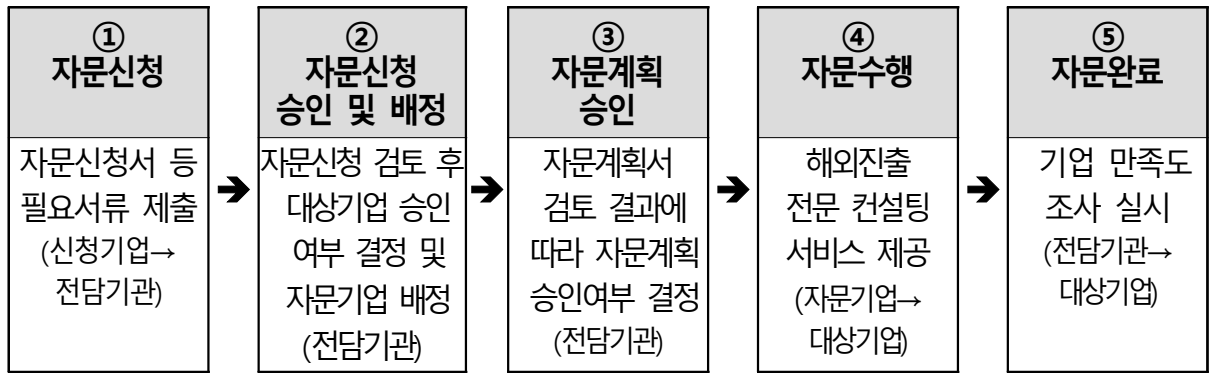 ①
자문신청
자문신청서 등
필요서류 제출
(신청기업→
전담기관)
➔
②
자문신청
승인 및 배정
자문신청 검토 후
대상기업 승인
여부 결정 및
자문기업 배정
(전담기관)
➔
③
자문계획
승인
자문계획서
검토 결과에
따라 자문계획
승인여부 결정
(전담기관)
➔
④
자문수행
해외진출
전문 컨설팅
서비스 제공
(자문기업→
대상기업)
➔
⑤
자문완료
기업 만족도
조사 실시
(전담기관→
대상기업)